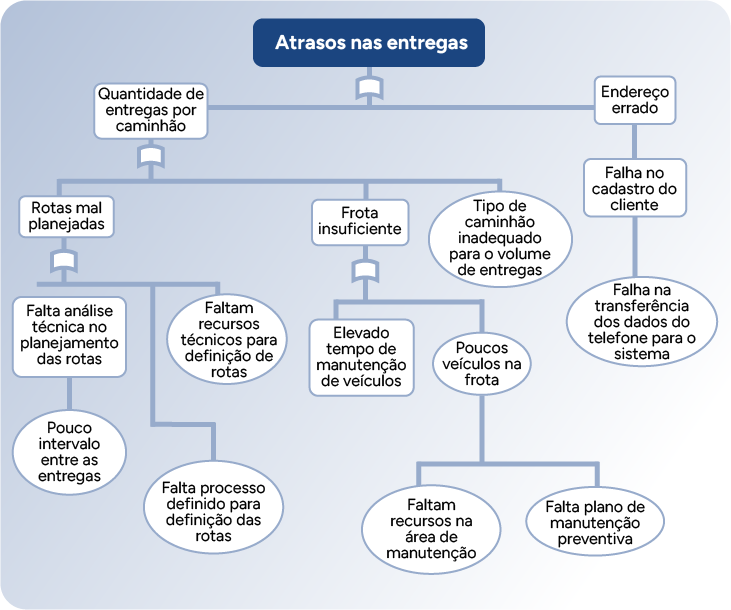 Atrasos nas entregas
Quantidade de
entregas por
caminhão
Endereço
errado
Falha no
cadastro do
cliente
Rotas mal
planejadas
Frota
insuficiente
Tipo de
caminhão
inadequado
para o volume
de entregas
Falta análise
técnica no
planejamento
das rotas
Faltam
recursos
técnicos para
definição de
rotas
Elevado
tempo de
manutenção
de veículos
Poucos
veículos na
frota
Falha na
transferência
dos dados do
telefone para o
sistema
Pouco
intervalo
entre as
entregas
Falta processo
definido para
definição das
rotas
Faltam
recursos na
área de
manutenção
Falta plano de
manutenção
preventiva